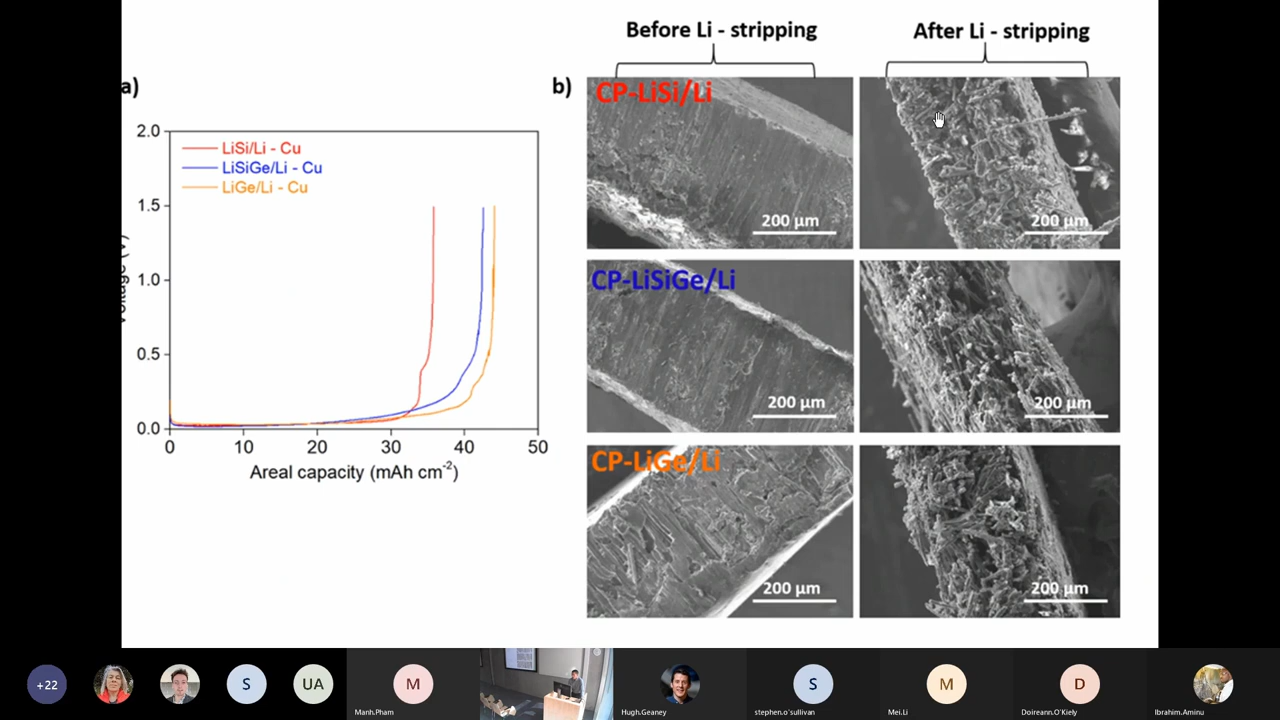 Before Li - stripping
After Li - stripping
a)
b)
2.0
1.5
1.0
0.5
0.0
LiSi/Li - Cu
LiSiGe/Li - Cu
LiGe/Li - Cu
0
10
20
30
40
50
Areal capacity (mAh cm⁻²)
CP-LiSi/Li
200 µm
200 µm
CP-LiSiGe/Li
200 µm
200 µm
CP-LiGe/Li
200 µm
200 µm
+22
S
UA
M
Manh.Pham
Hugh.Geaney
S
stephen.o'sullivan
M
Mei.Li
D
Doireann.O'Kiely
Ibrahim.Aminu